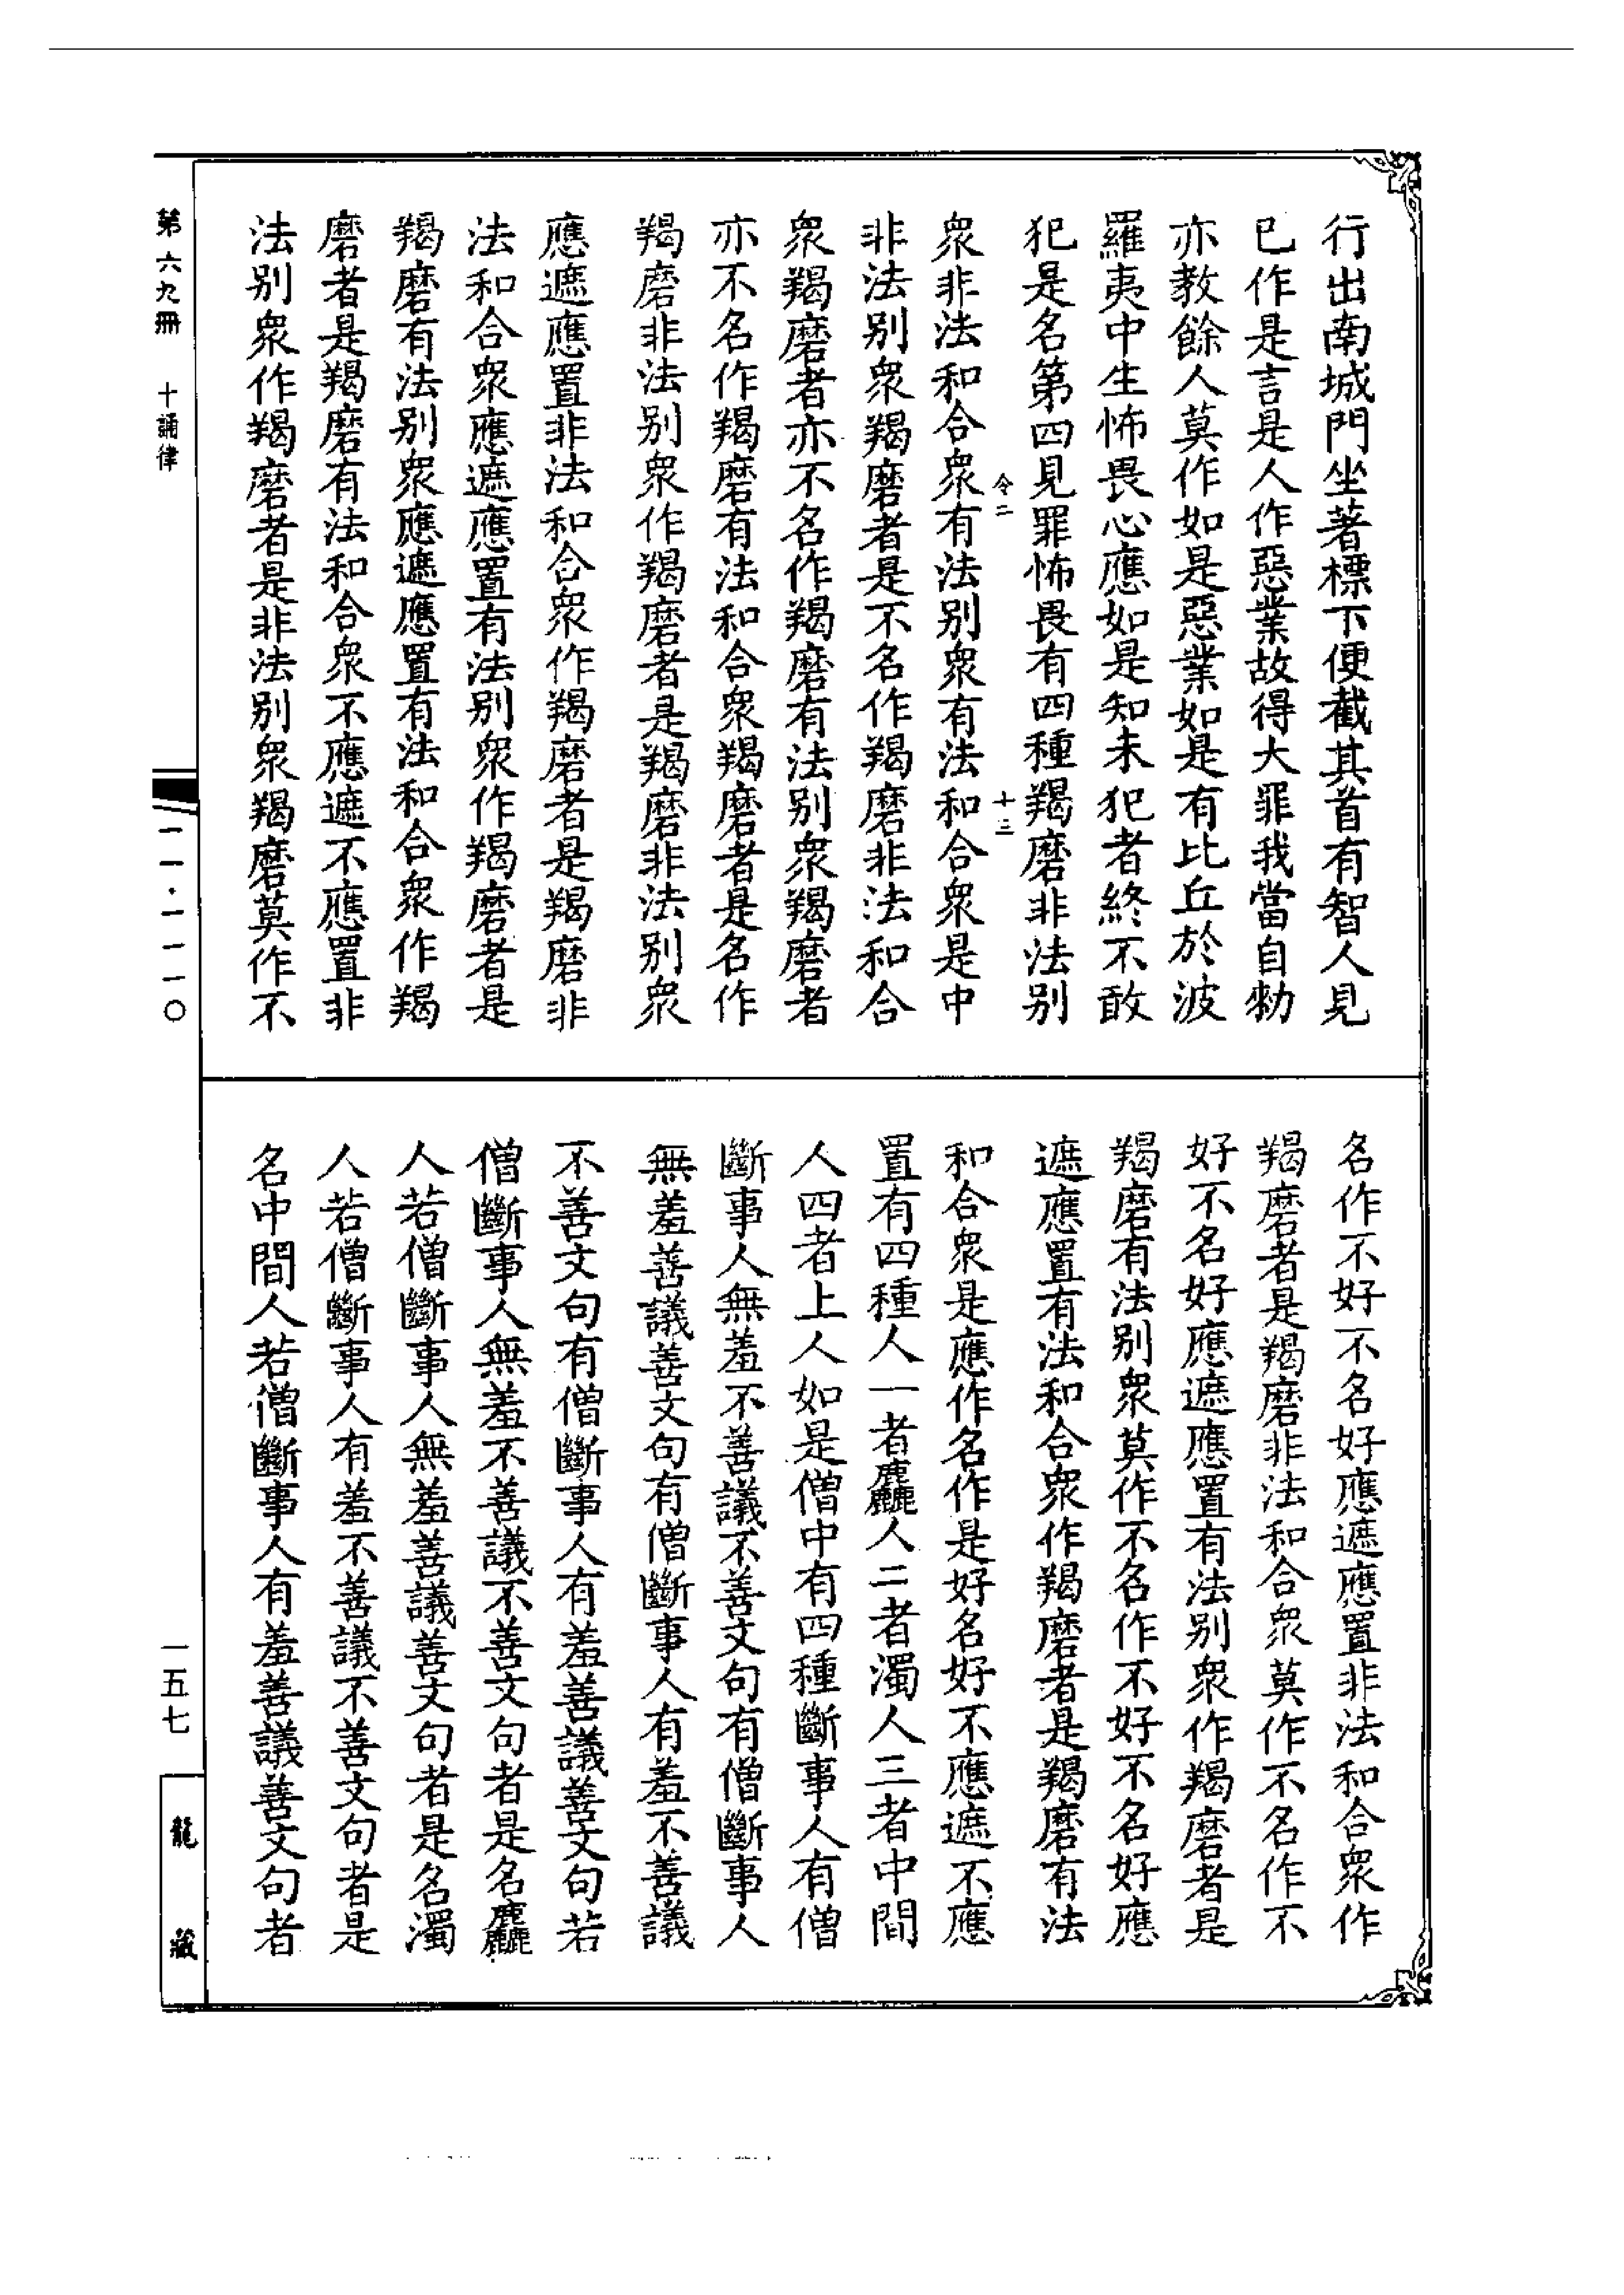 行出南城門坐著標下便截其首有智人見
已作是言是人作惡業故得大罪我當自勑
亦教餘人莫作如是惡業如是有比丘於波
羅夷中生怖畏心應如是知未犯者終不敢
犯是名第四見罪怖畏有四種羯磨非法别
令二 十三
衆非法和合衆有法别衆有法和合衆是中
非法别衆羯磨者是不名作羯磨非法和合
衆羯磨者亦不名作羯磨有法别衆羯磨者
亦不名作羯磨有法和合衆羯磨者是名作
羯磨非法别衆作羯磨者是羯磨非法别衆
應遮應置非法和合衆作羯磨者是羯磨非
法和合衆應遮應置有法别衆作羯磨者是
羯磨有法别衆應遮應置有法和合衆作羯
磨者是羯磨有法和合衆不應遮不應置非
法别衆作羯磨者是非法别衆羯磨莫作不
名作不好不名好應遮應置非法和合衆作
羯磨者是羯磨非法和合衆莫作不名作不
好不名好應遮應置有法别衆作羯磨者是
羯磨有法别衆莫作不名作不好不名好應
遮應置有法和合衆作羯磨者是羯磨有法
和合衆是應作名作是好名好不應遮不應
置有四種人一者麤人二者濁人三者中間
人四者上人如是僧中有四種斷事人有僧
斷事人無羞不善議不善文句有僧斷事人
無羞善議善文句有僧斷事人有羞不善議
不善文句有僧斷事人有羞善議善文句若
僧斷事人無羞不善議不善文句者是名麤
人若僧斷事人無羞善議善文句者是名濁
人若僧斷事人有羞不善議不善文句者是
名中間人若僧斷事人有羞善議善文句者
第六九冊 十誦律
一一·一一一〇
一五七
龍藏